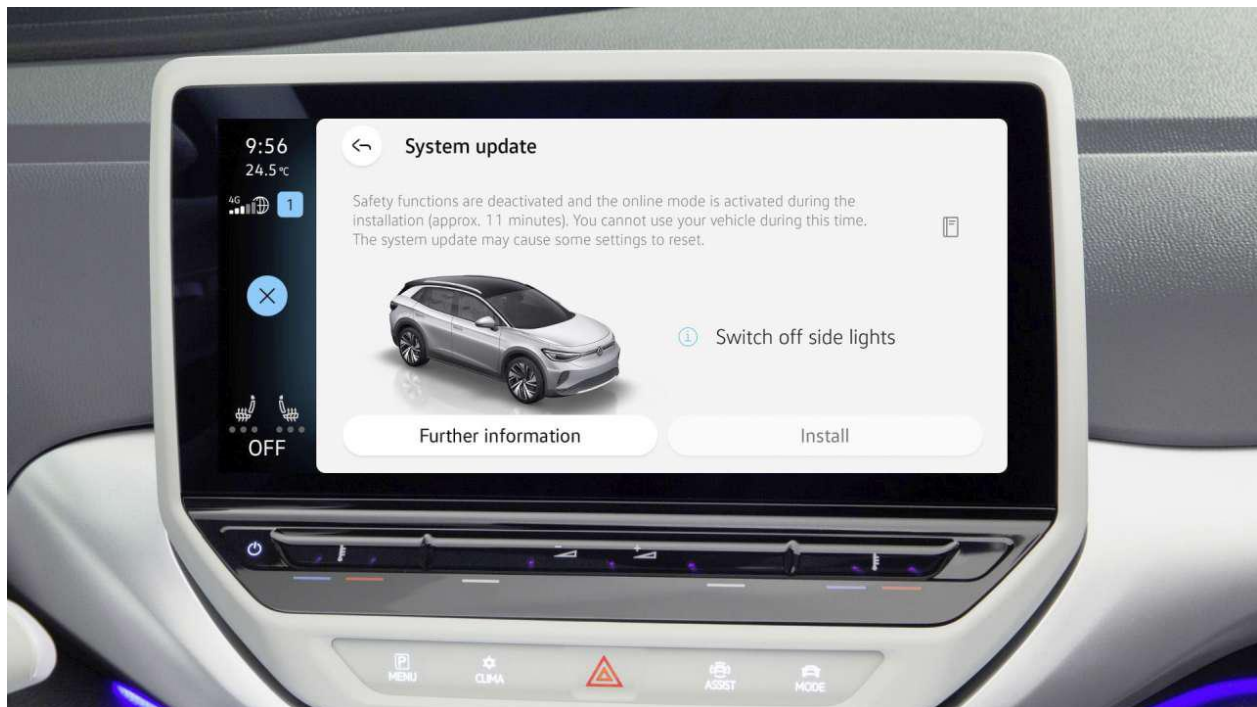 9:56
24.5 °C
4G
1
OFF
System update
Safety functions are deactivated and the online mode is activated during the
installation (approx. 11 minutes). You cannot use your vehicle during this time.
The system update may cause some settings to reset.
Switch off side lights
Further information
Install
P
MENU
CLIMA
ASSIST
MODE